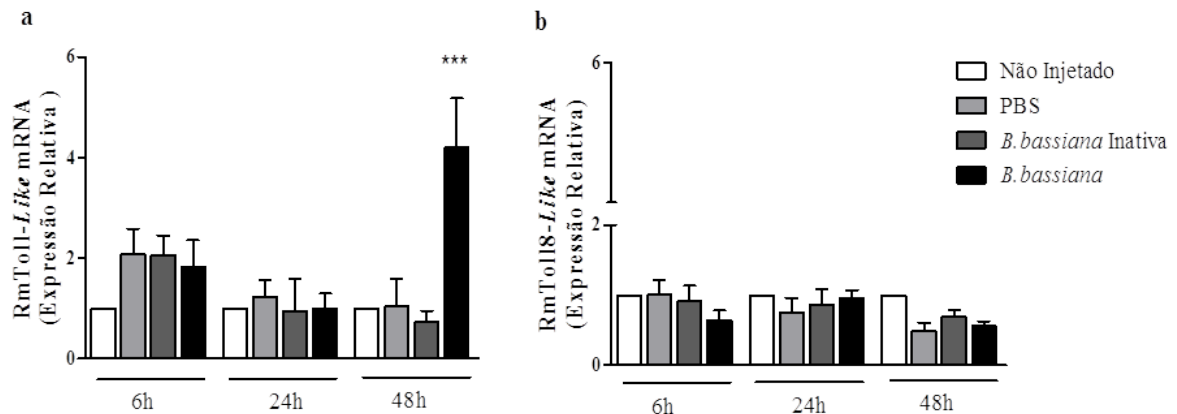 a
RmToll-Like mRNA
(Expressão Relativa )
6
4
2
0
***
6h
24h
48h
b
RmToll8-Like mRNA
(Expressão Relativa)
6
2
0
6h
24h
48h
Não Injetado
PBS
B.bassiana Inativa
B.bassiana